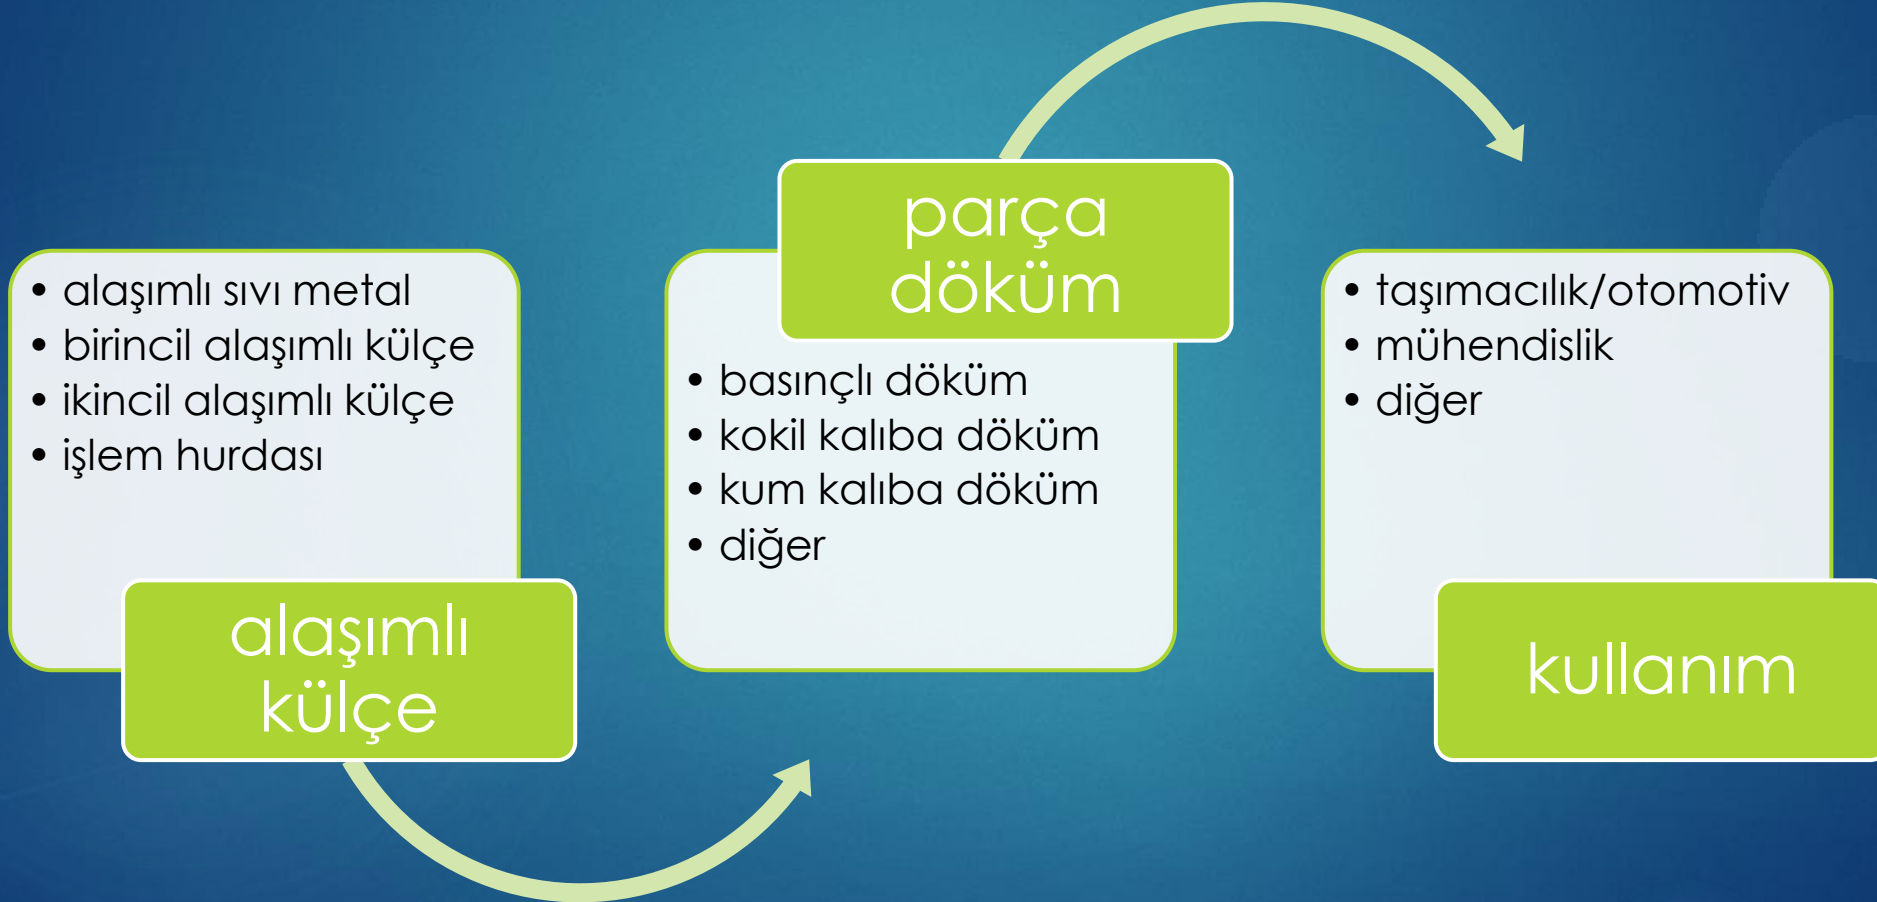 • alaşımlı sıvı metal
• birincil alaşımlı külçe
• ikincil alaşımlı külçe
• işlem hurdası
alaşımlı
külçe
parça
döküm
• basınçlı döküm
• kokil kalıba döküm
• kum kalıba döküm
• diğer
• taşımacılık/otomotiv
• mühendislik
• diğer
kullanım